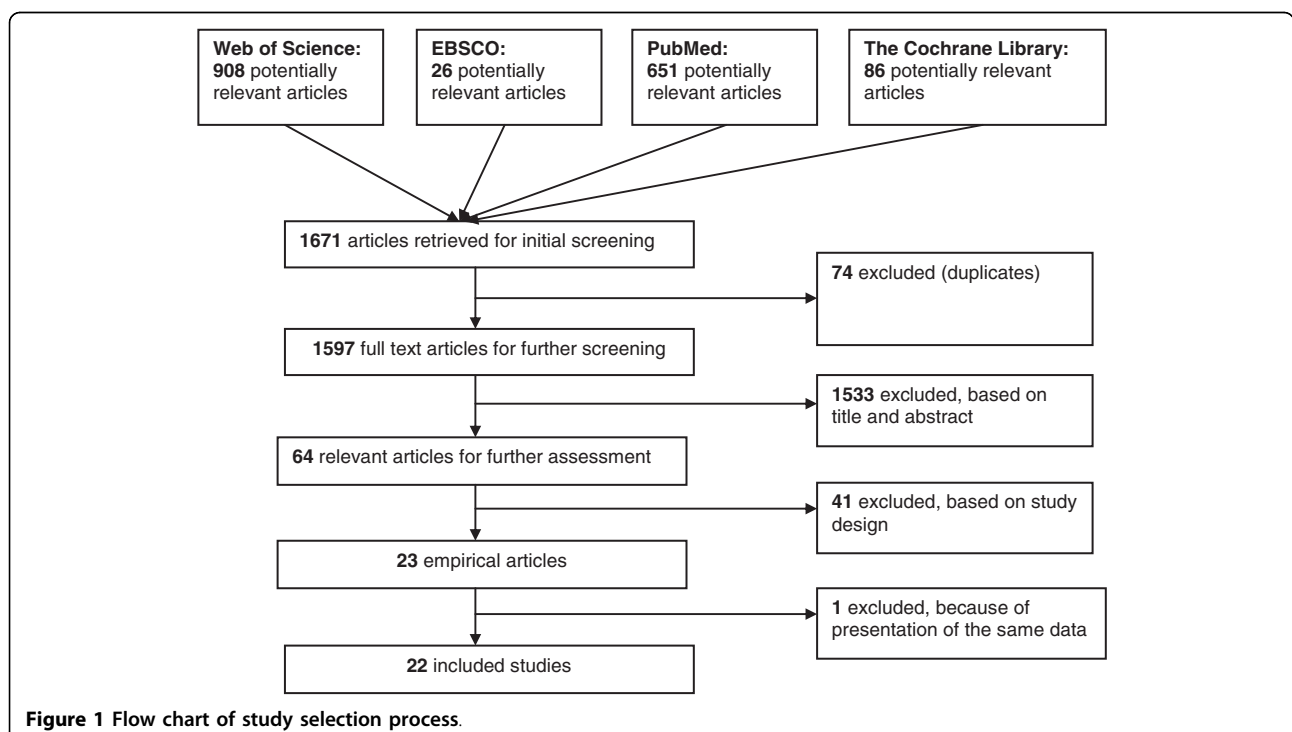 Web of Science:
908 potentially
relevant articles
EBSCO:
26 potentially
relevant articles
PubMed:
651 potentially
relevant articles
The Cochrane Library:
86 potentially relevant
articles
1671 articles retrieved for initial screening
74 excluded (duplicates)
1597 full text articles for further screening
1533 excluded, based on
title and abstract
64 relevant articles for further assessment
41 excluded, based on study
design
23 empirical articles
1 excluded, because of
presentation of the same data
22 included studies
Figure 1 Flow chart of study selection process.